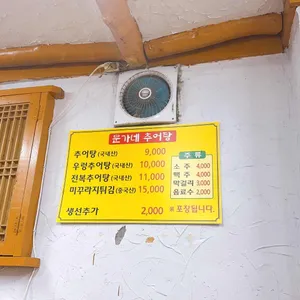 문가네 추어탕
추어탕(국내산) 9,000
우렁추어탕(국내산) 10,000
전복추어탕(국내산) 11,000
미꾸라지튀김(중국산) 15,000
생선추가 2,000
주류
소주 4,000
맥주 4,000
막걸리 3,000
음료수 2,000
※ 포장됩니다.